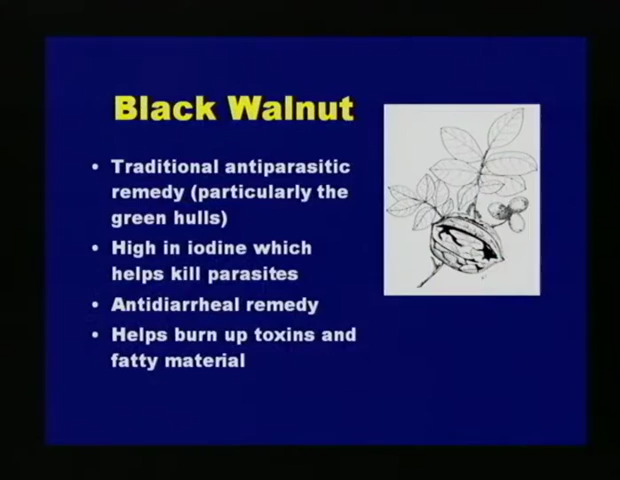 Black Walnut
• Traditional antiparasitic
remedy (particularly the
green hulls)
• High in iodine which
helps kill parasites
• Antidiarrheal remedy
• Helps burn up toxins and
fatty material